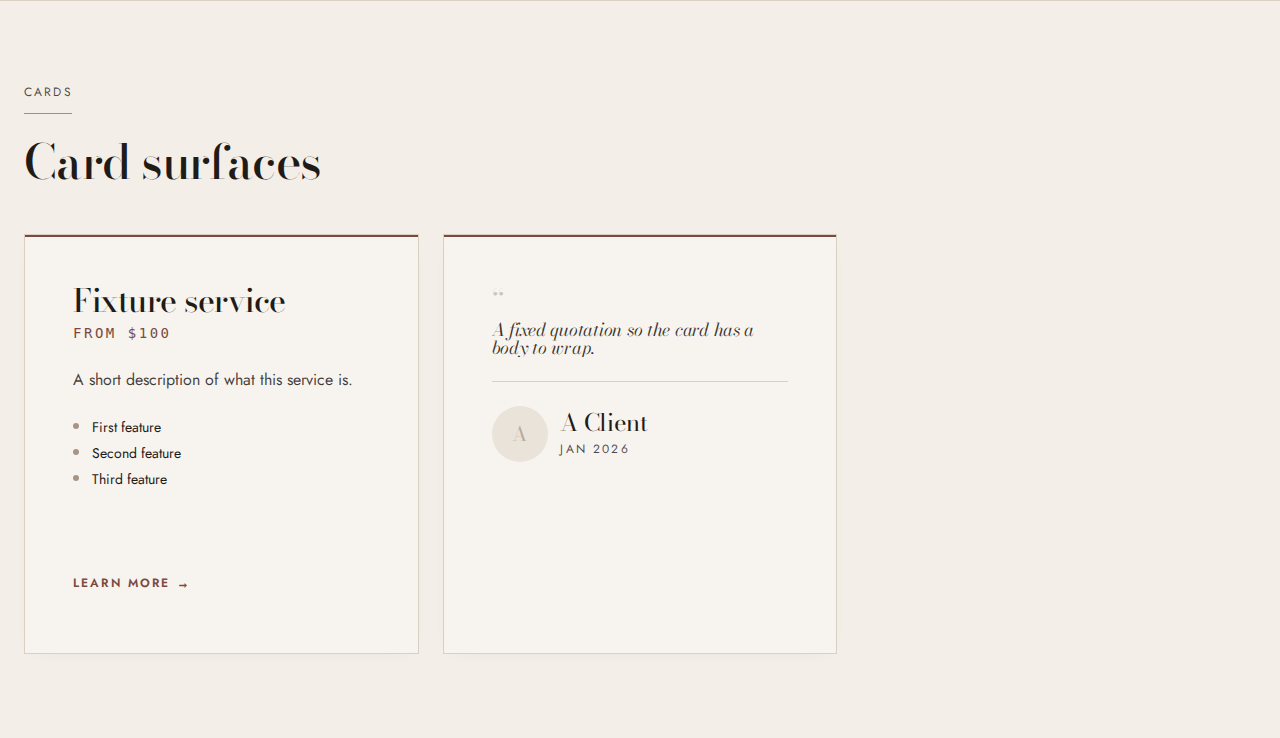 CARDS
Card surfaces
Fixture service
FROM $100
A short description of what this service is.
First feature
Second feature
Third feature
LEARN MORE →
"
A fixed quotation so the card has a
body to wrap.
A
A Client
JAN 2026